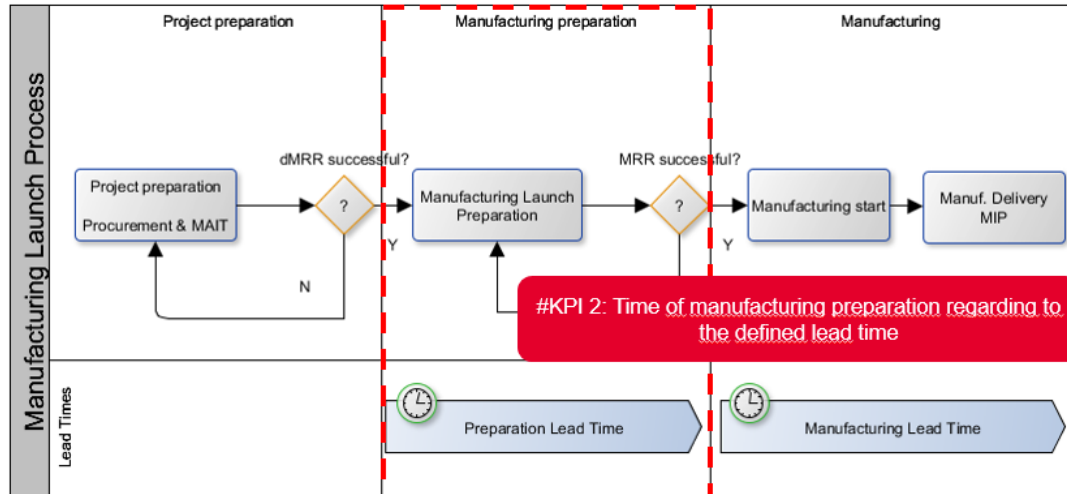 Manufacturing Launch Process
Project preparation
Manufacturing preparation
Manufacturing
dMRR successful?
MRR successful?
Project preparation
Procurement & MAIT
?
Manufacturing Launch
Preparation
?
Manufacturing start
Manuf. Delivery
MIP
Y
Y
N
#KPI 2: Time of manufacturing preparation regarding to
the defined lead time
Lead Times
Preparation Lead Time
Manufacturing Lead Time